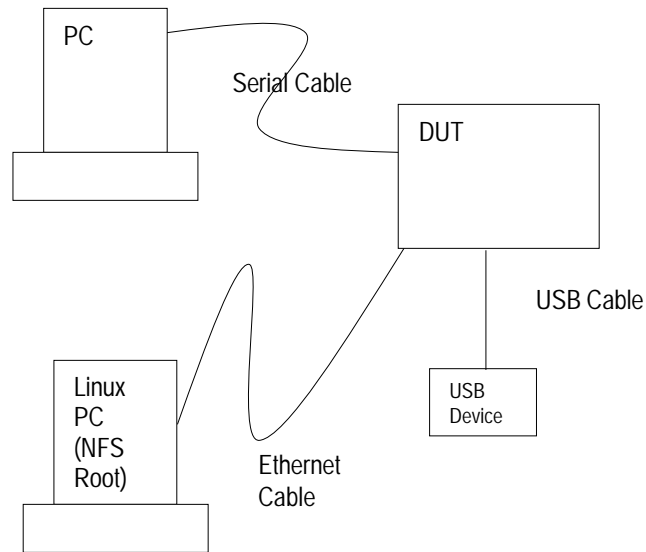 PC
Serial Cable
DUT
USB Cable
USB
Device
Linux
PC
(NFS
Root)
Ethernet
Cable